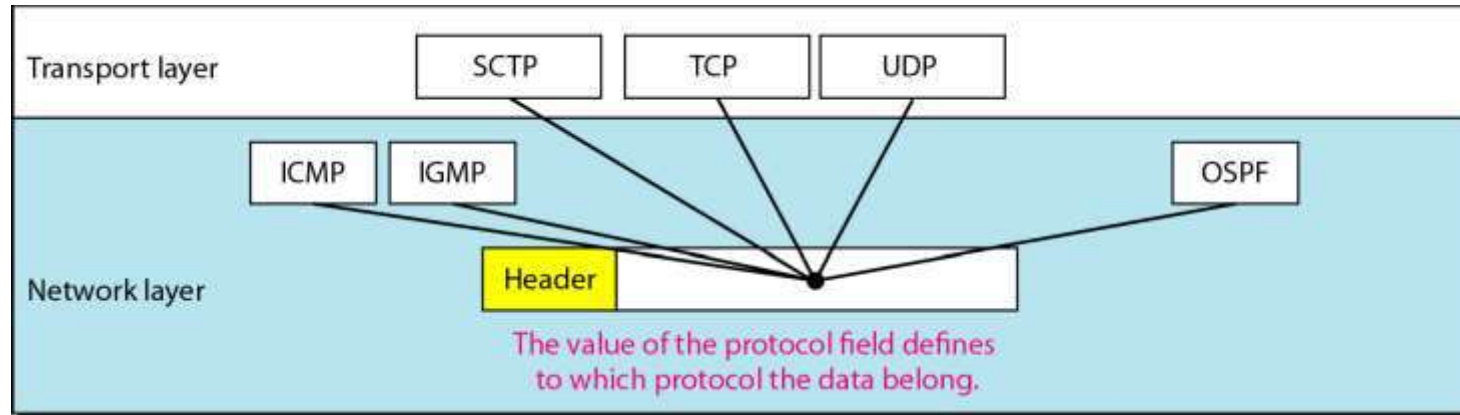 Transport layer
SCTP
TCP
UDP
ICMP
IGMP
OSPF
Network layer
Header
The value of the protocol field defines
to which protocol the data belong.